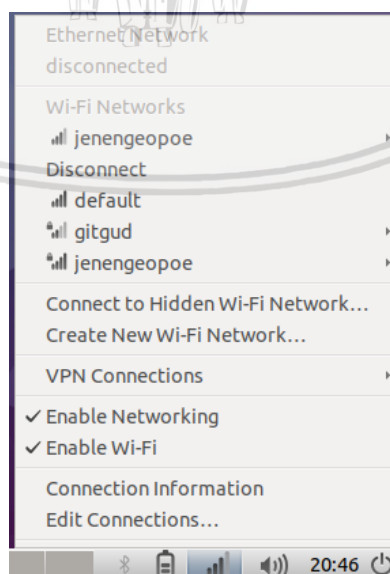 Ethernet Network
disconnected
Wi-Fi Networks
jenengeopoe
Disconnect
default
gitgud
jenengeopoe
Connect to Hidden Wi-Fi Network...
Create New Wi-Fi Network...
VPN Connections
✓ Enable Networking
✓ Enable Wi-Fi
Connection Information
Edit Connections...
20:46